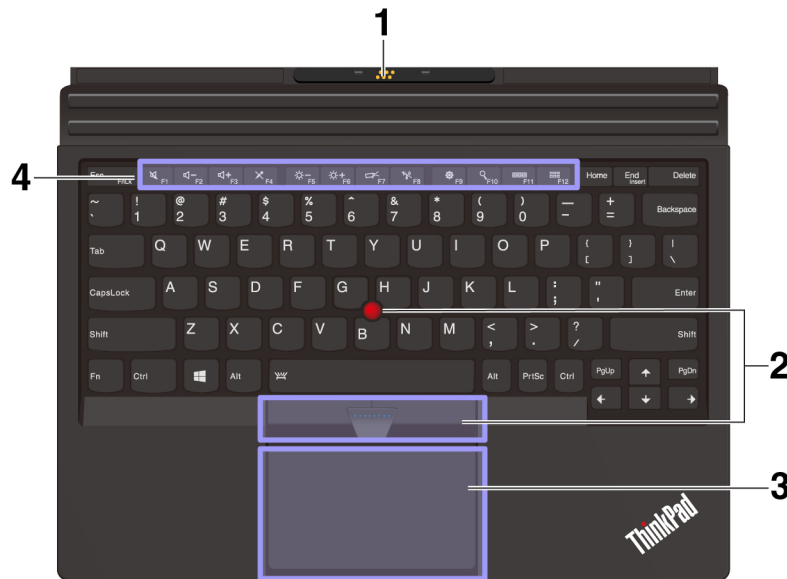 1
4
Esc FnLk F1 F2 F3 F4 F5 F6 F7 F8 F9 F10 F11 F12 Home End Insert Delete
~ ! @ # $ % ^ & * ( ) — +
` 1 2 3 4 5 6 7 8 9 0 – = Backspace
Tab Q W E R T Y U I O P { } |
[ ] \
CapsLock A S D F G H J K L : " Enter
; '
Shift Z X C V B N M < > ? Shift
, . /
2
Fn Ctrl Alt Alt PrtSc Ctrl PgUp PgDn
3
ThinkPad